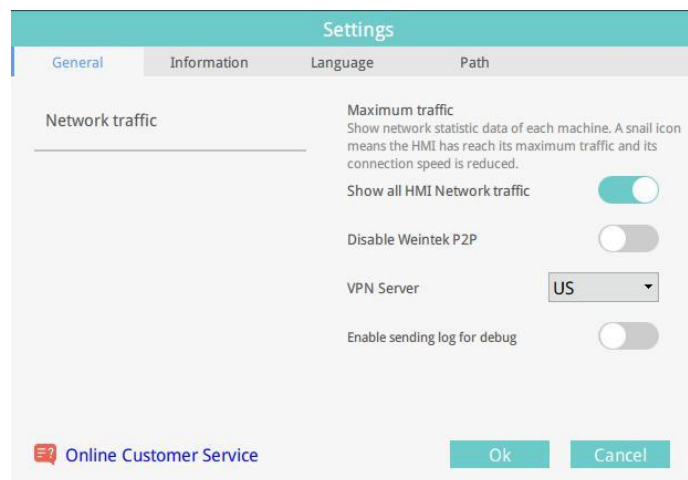 Settings
General Information Language Path
Network traffic
Maximum traffic
Show network statistic data of each machine. A snail icon
means the HMI has reach its maximum traffic and its
connection speed is reduced.
Show all HMI Network traffic
Disable Weintek P2P
VPN Server US
Enable sending log for debug
Online Customer Service Ok Cancel